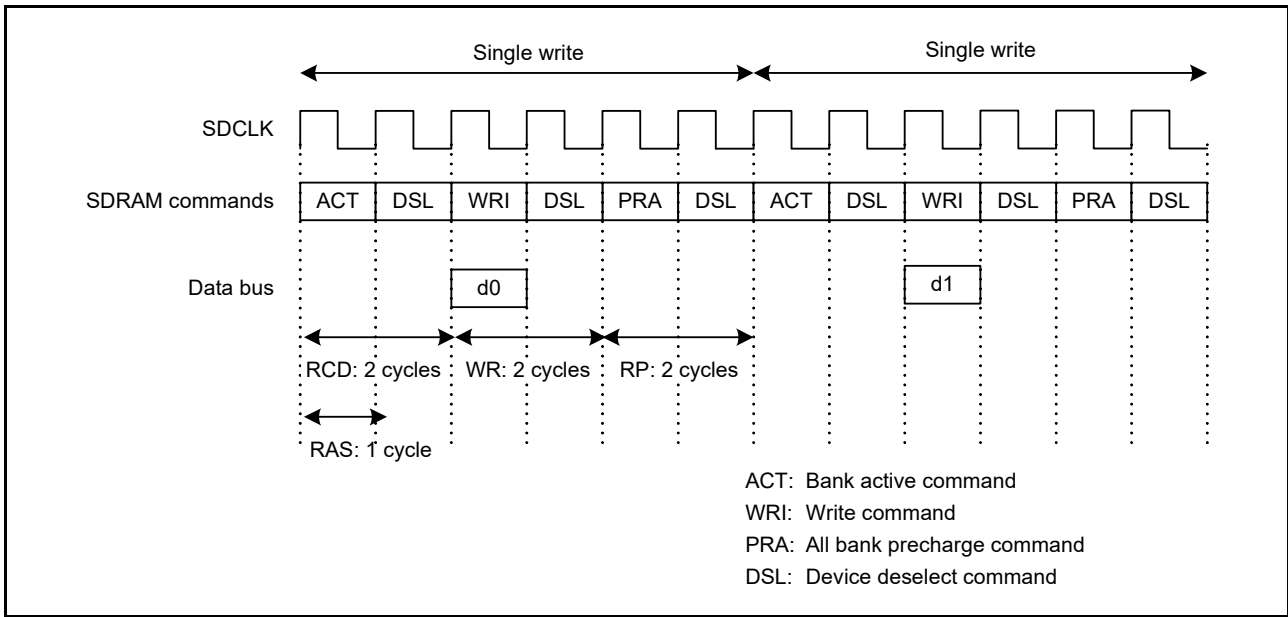 Single write Single write
SDCLK
SDRAM commands ACT DSL WRI DSL PRA DSL ACT DSL WRI DSL PRA DSL
Data bus d0 d1
RCD: 2 cycles WR: 2 cycles RP: 2 cycles
RAS: 1 cycle
ACT: Bank active command
WRI: Write command
PRA: All bank precharge command
DSL: Device deselect command